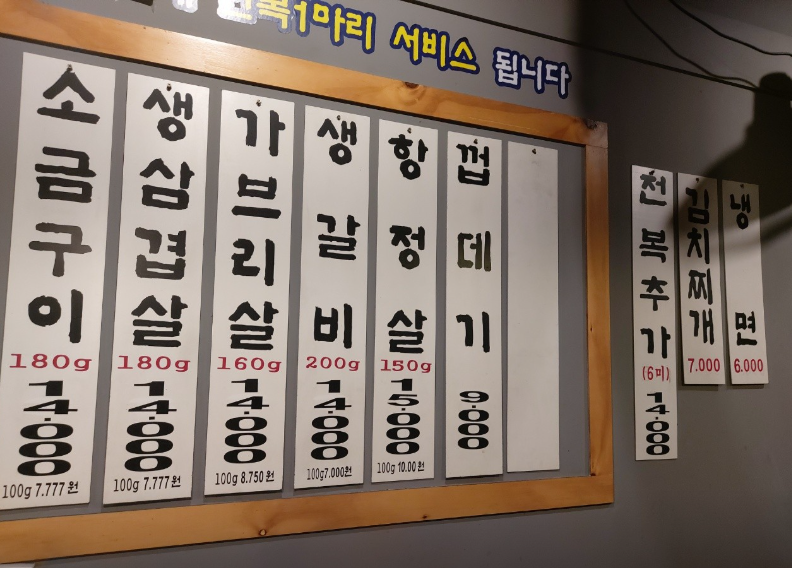 전복1마리 서비스 됩니다
소금구이
180g
14.000
100g 7.777원
생삼겹살
180g
14.000
100g 7.777원
가브리살
160g
14.000
100g 8.750원
생갈비
200g
14.000
100g7.000원
항정살
150g
15.000
100g 10.00원
껍데기
9.000
전복추가
(6미)
14.000
김치찌개
7.000
냉면
6.000